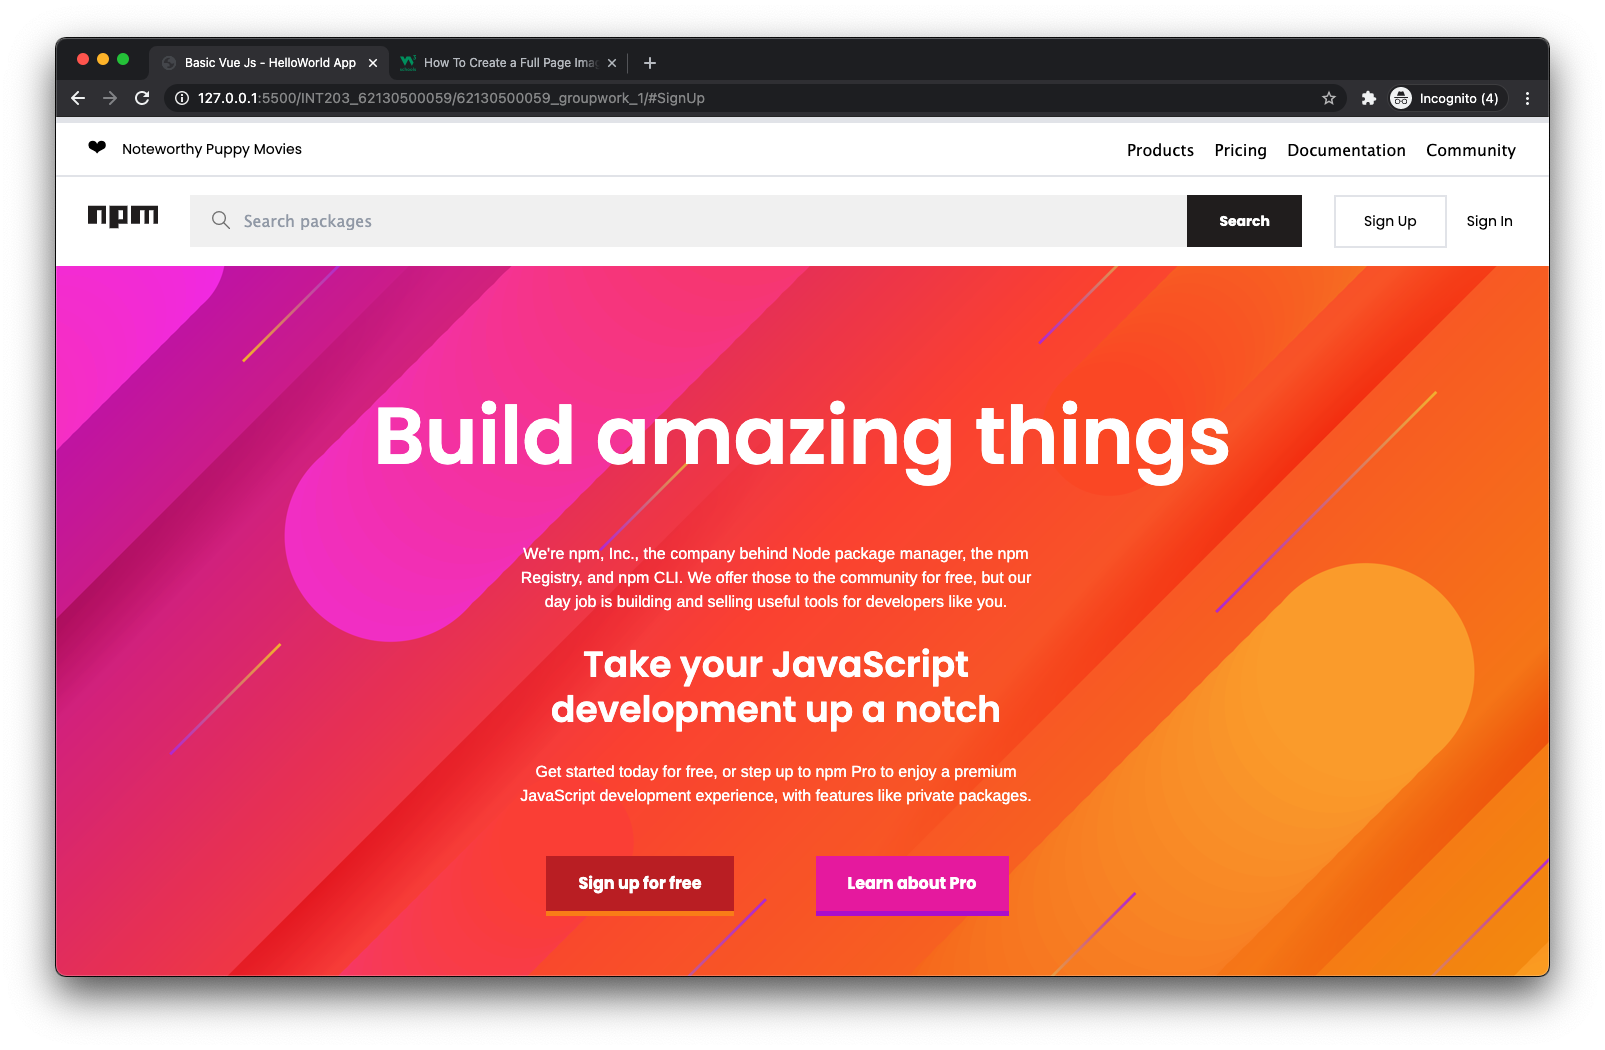 Basic Vue Js - HelloWorld App
How To Create a Full Page Ima
127.0.0.1:5500/INT203_62130500059/62130500059_groupwork_1/#SignUp
Incognito (4)
❤ Noteworthy Puppy Movies
Products Pricing Documentation Community
npm
Search packages
Search
Sign Up
Sign In
Build amazing things
We're npm, Inc., the company behind Node package manager, the npm
Registry, and npm CLI. We offer those to the community for free, but our
day job is building and selling useful tools for developers like you.
Take your JavaScript
development up a notch
Get started today for free, or step up to npm Pro to enjoy a premium
JavaScript development experience, with features like private packages.
Sign up for free
Learn about Pro